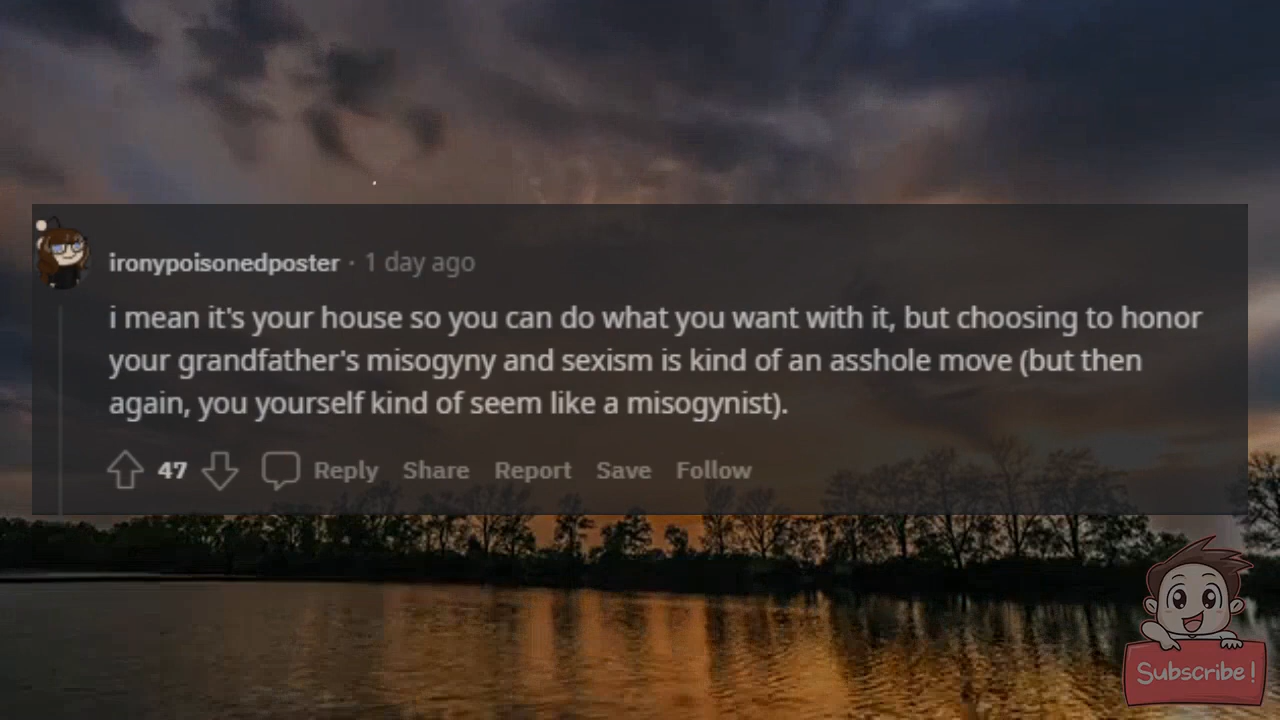 ironypoisonedposter · 1 day ago
i mean it's your house so you can do what you want with it, but choosing to honor
your grandfather's misogyny and sexism is kind of an asshole move (but then
again, you yourself kind of seem like a misogynist).
47 Reply Share Report Save Follow
Subscribe!